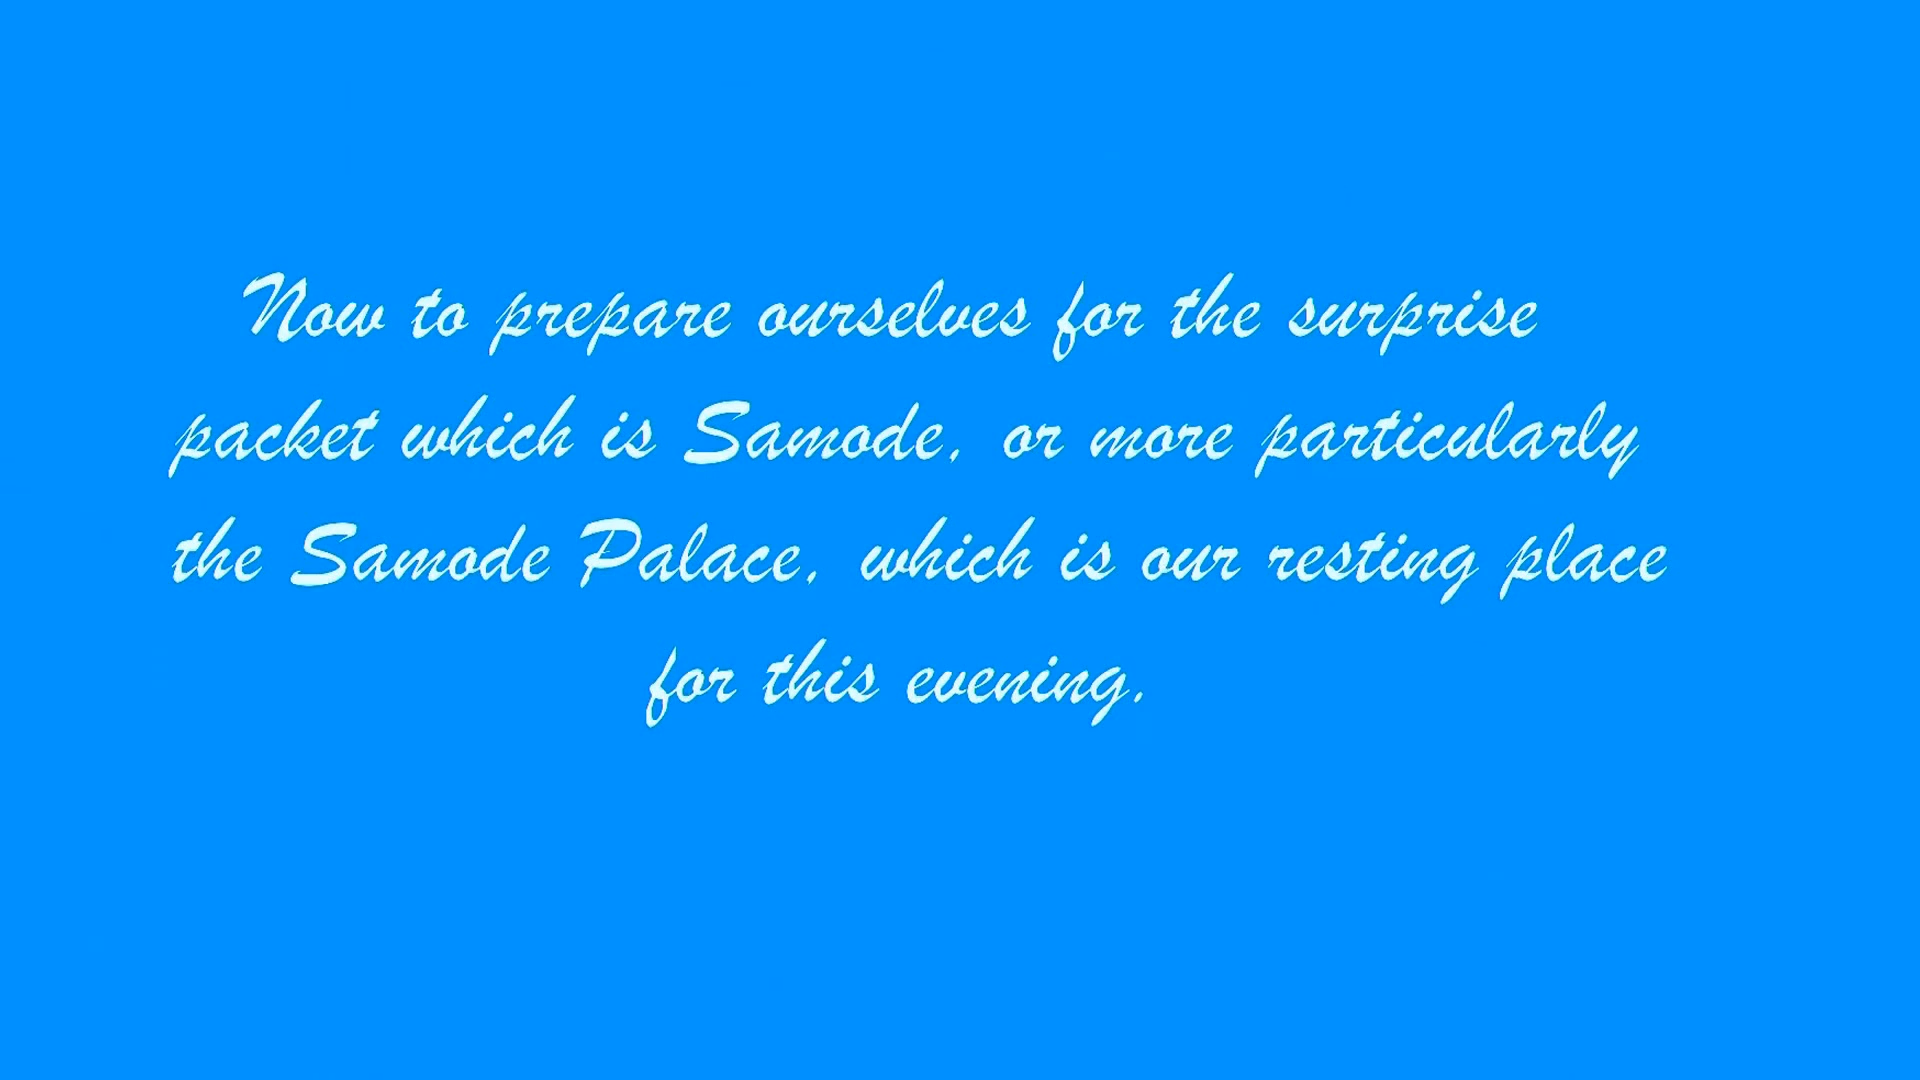 Now to prepare ourselves for the surprise
packet which is Samode, or more particularly
the Samode Palace, which is our resting place
for this evening.